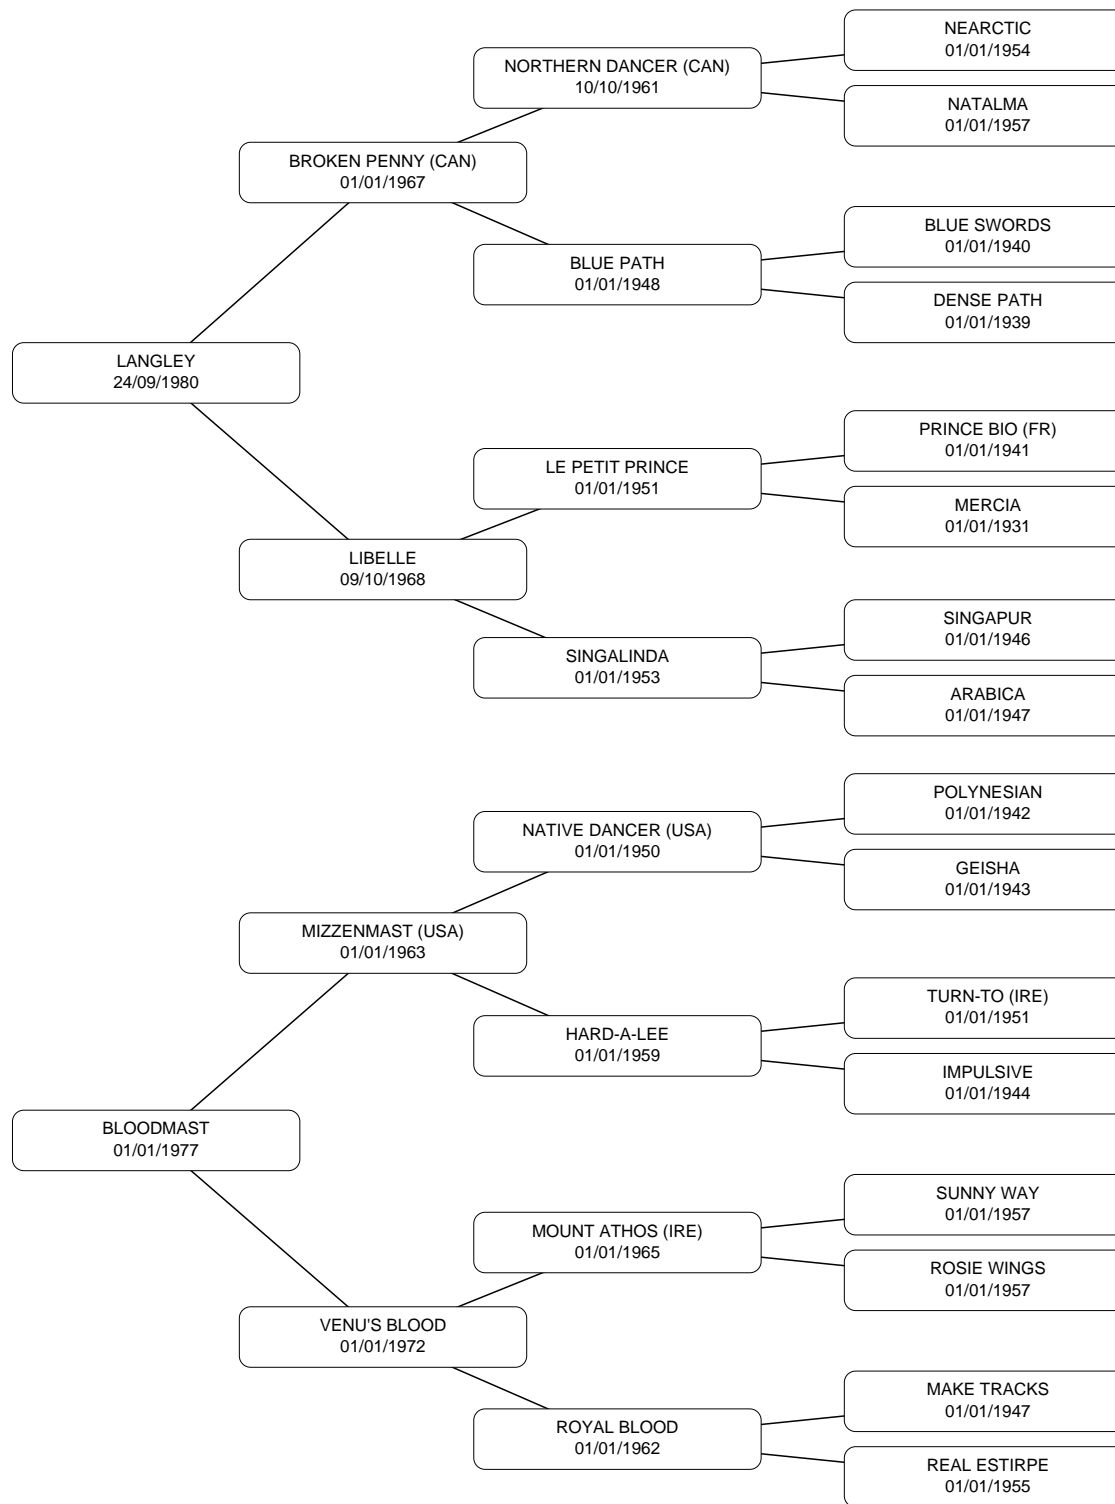 NEARCTIC
01/01/1954
NORTHERN DANCER (CAN)
10/10/1961
NATALMA
01/01/1957
BROKEN PENNY (CAN)
01/01/1967
BLUE SWORDS
01/01/1940
BLUE PATH
01/01/1948
DENSE PATH
01/01/1939
LANGLEY
24/09/1980
PRINCE BIO (FR)
01/01/1941
LE PETIT PRINCE
01/01/1951
MERCIA
01/01/1931
LIBELLE
09/10/1968
SINGAPUR
01/01/1946
SINGALINDA
01/01/1953
ARABICA
01/01/1947
POLYNESIAN
01/01/1942
NATIVE DANCER (USA)
01/01/1950
GEISHA
01/01/1943
MIZZENMAST (USA)
01/01/1963
TURN-TO (IRE)
01/01/1951
HARD-A-LEE
01/01/1959
IMPULSIVE
01/01/1944
BLOODMAST
01/01/1977
SUNNY WAY
01/01/1957
MOUNT ATHOS (IRE)
01/01/1965
ROSIE WINGS
01/01/1957
VENU'S BLOOD
01/01/1972
MAKE TRACKS
01/01/1947
ROYAL BLOOD
01/01/1962
REAL ESTIRPE
01/01/1955